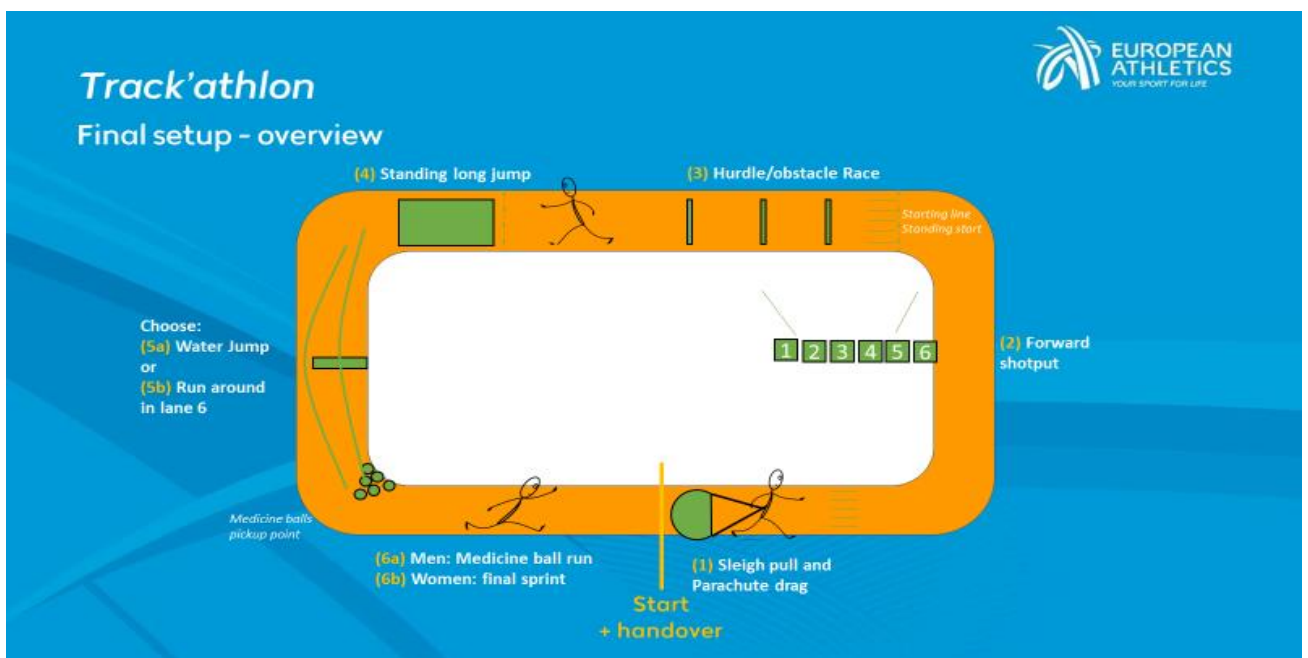 Track'athlon
EUROPEAN
ATHLETICS
YOUR SPORT FOR LIFE
Final setup - overview
(4) Standing long jump
(3) Hurdle/obstacle Race
Starting line
Standing start
Choose:
(5a) Water Jump
or
(5b) Run around
in lane 6
1 2 3 4 5 6
(2) Forward
shotput
Medicine balls
pickup point
(6a) Men: Medicine ball run
(6b) Women: final sprint
(1) Sleigh pull and
Parachute drag
Start
+ handover